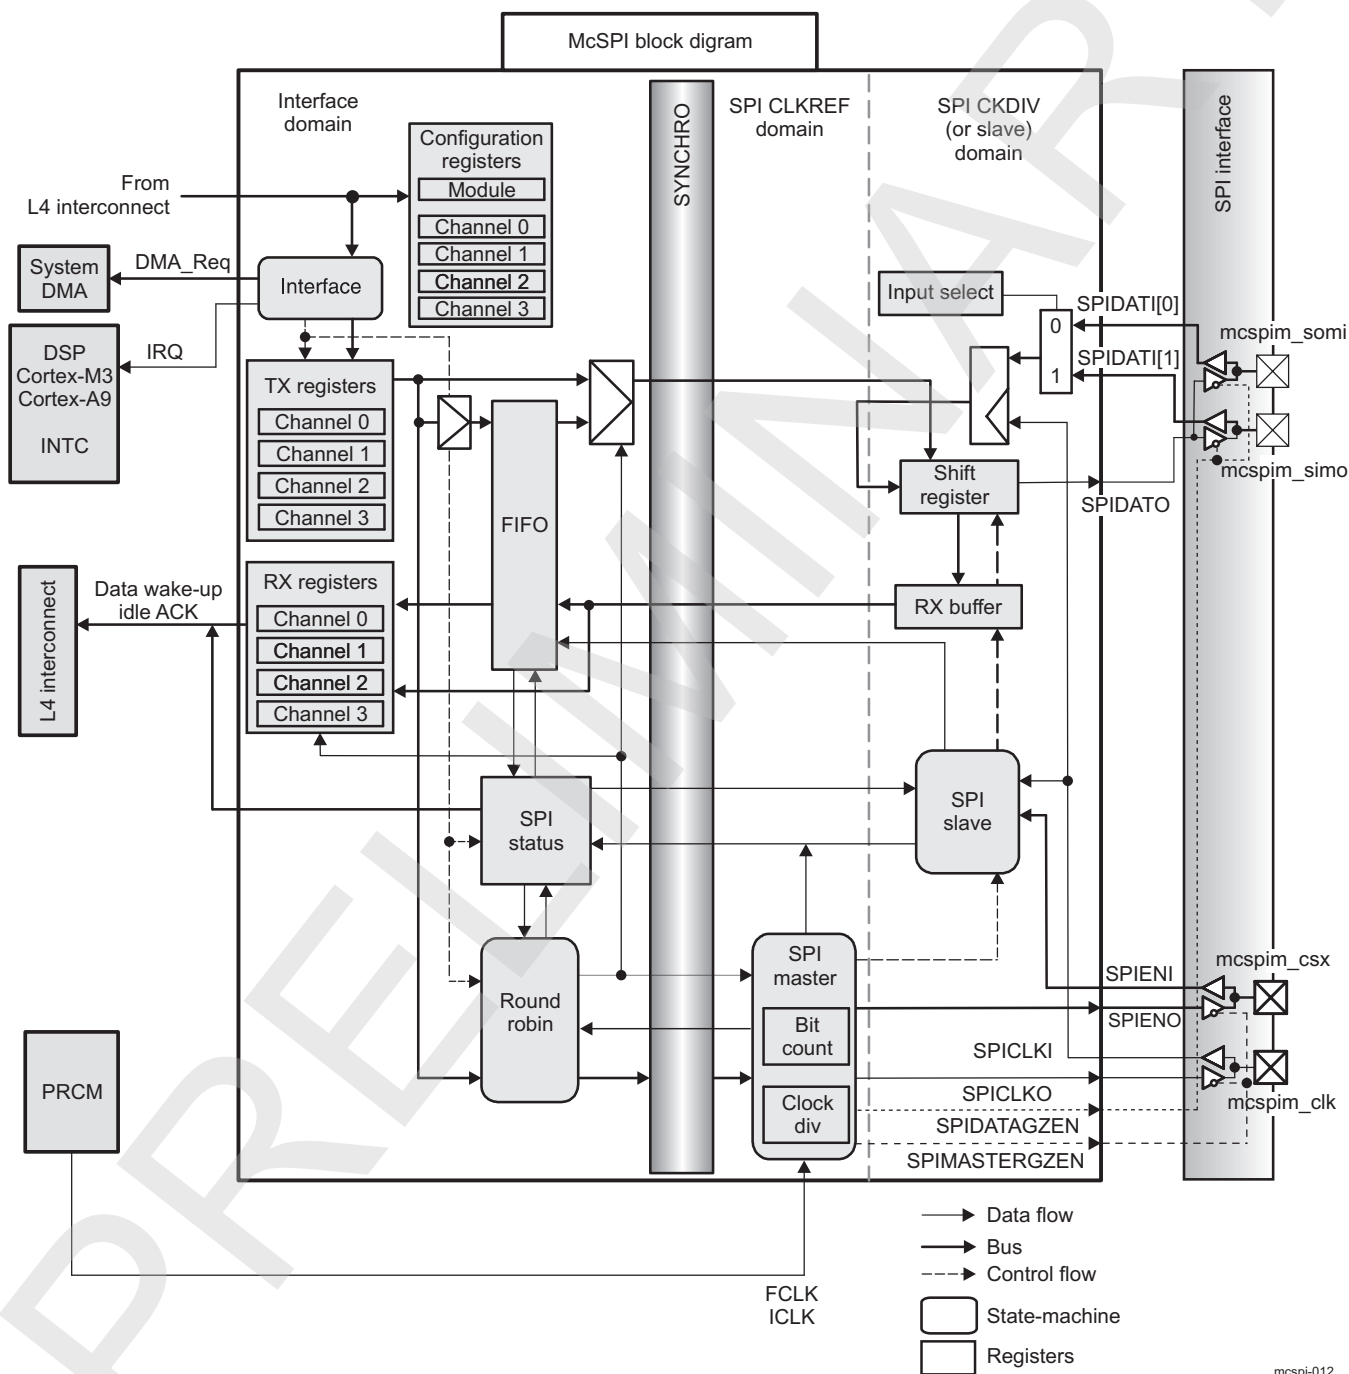 McSPI block digram
Interface
domain
SPI CLKREF
domain
SPI CKDIV
(or slave)
domain
SYNCHRO
SPI interface
Configuration
registers
Module
Channel 0
Channel 1
Channel 2
Channel 3
From
L4 interconnect
System
DMA
DMA_Req
Interface
DSP
Cortex-M3
Cortex-A9
INTC
IRQ
Input select
0
1
SPIDATI[0]
SPIDATI[1]
mcspim_somi
mcspim_simo
TX registers
Channel 0
Channel 1
Channel 2
Channel 3
FIFO
Shift
register
SPIDATO
RX registers
Channel 0
Channel 1
Channel 2
Channel 3
RX buffer
L4 interconnect
Data wake-up
idle ACK
SPI
status
SPI
slave
Round
robin
SPI
master
Bit
count
Clock
div
SPIENI
SPIENO
SPICLKI
SPICLKO
SPIDATAGZEN
SPIMASTERGZEN
mcspim_csx
mcspim_clk
PRCM
FCLK
ICLK
Data flow
Bus
Control flow
State-machine
Registers
mcspi-012
PRELIMINARY